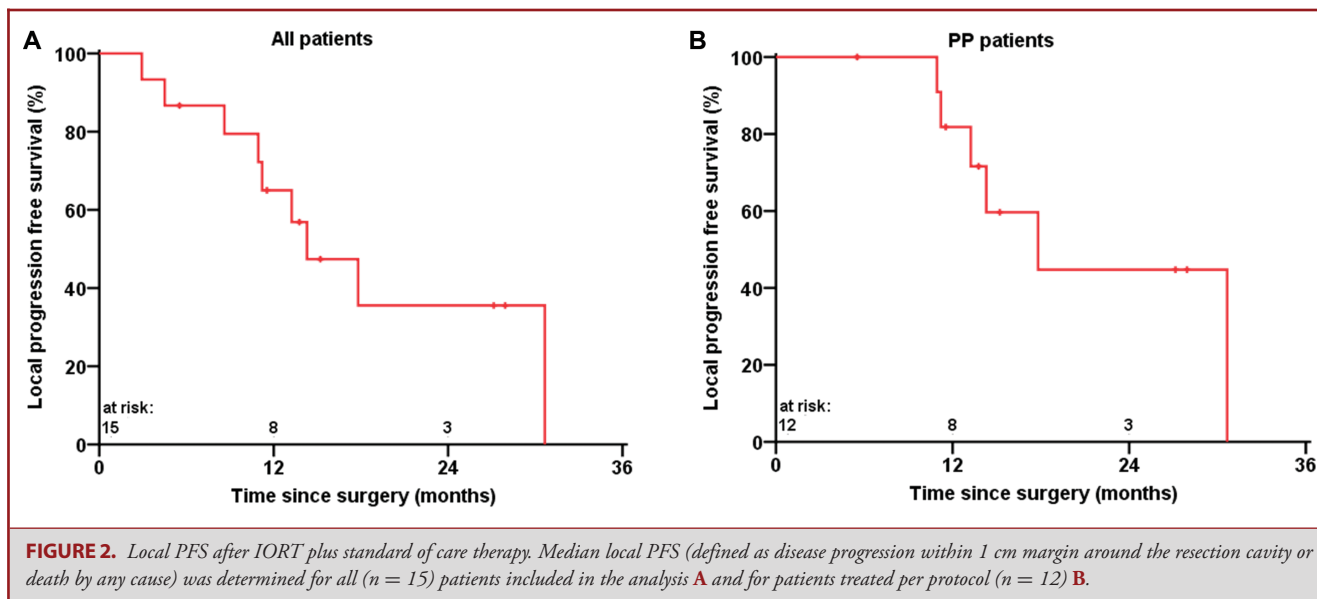 A
All patients
Local progression free survival (%)
100
80
60
40
20
0
at risk:
15
8
3
0
12
24
36
Time since surgery (months)
B
PP patients
Local progression free survival (%)
100
80
60
40
20
0
at risk:
12
8
3
0
12
24
36
Time since surgery (months)
FIGURE 2. Local PFS after IORT plus standard of care therapy. Median local PFS (defined as disease progression within 1 cm margin around the resection cavity or
death by any cause) was determined for all (n = 15) patients included in the analysis A and for patients treated per protocol (n = 12) B.